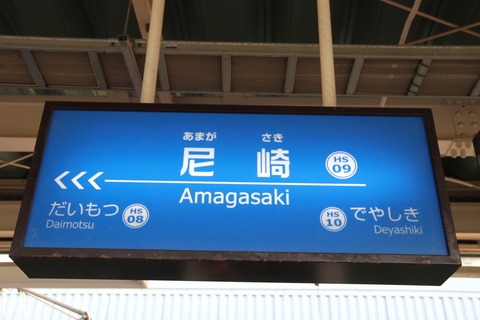 あまが さき
尼崎 HS 09
Amagasaki
だいもつ HS 08 HS 10 でやしき
Daimotsu Deyashiki